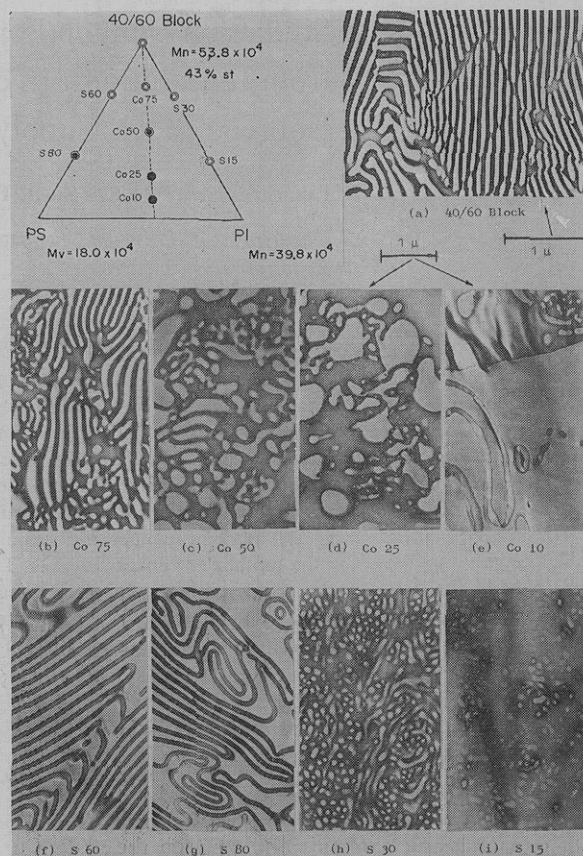 40/60 Block
Mn=53.8 x 10⁴
43% st
S60
Co75
S30
Co50
S80
S15
Co25
Co10
PS
PI
Mv=18.0 x 10⁴
Mn=39.8 x 10⁴
(a) 40/60 Block
1 μ
1 μ
(b) Co 75
(c) Co 50
(d) Co 25
(e) Co 10
(f) S 60
(g) S 80
(h) S 30
(i) S 15